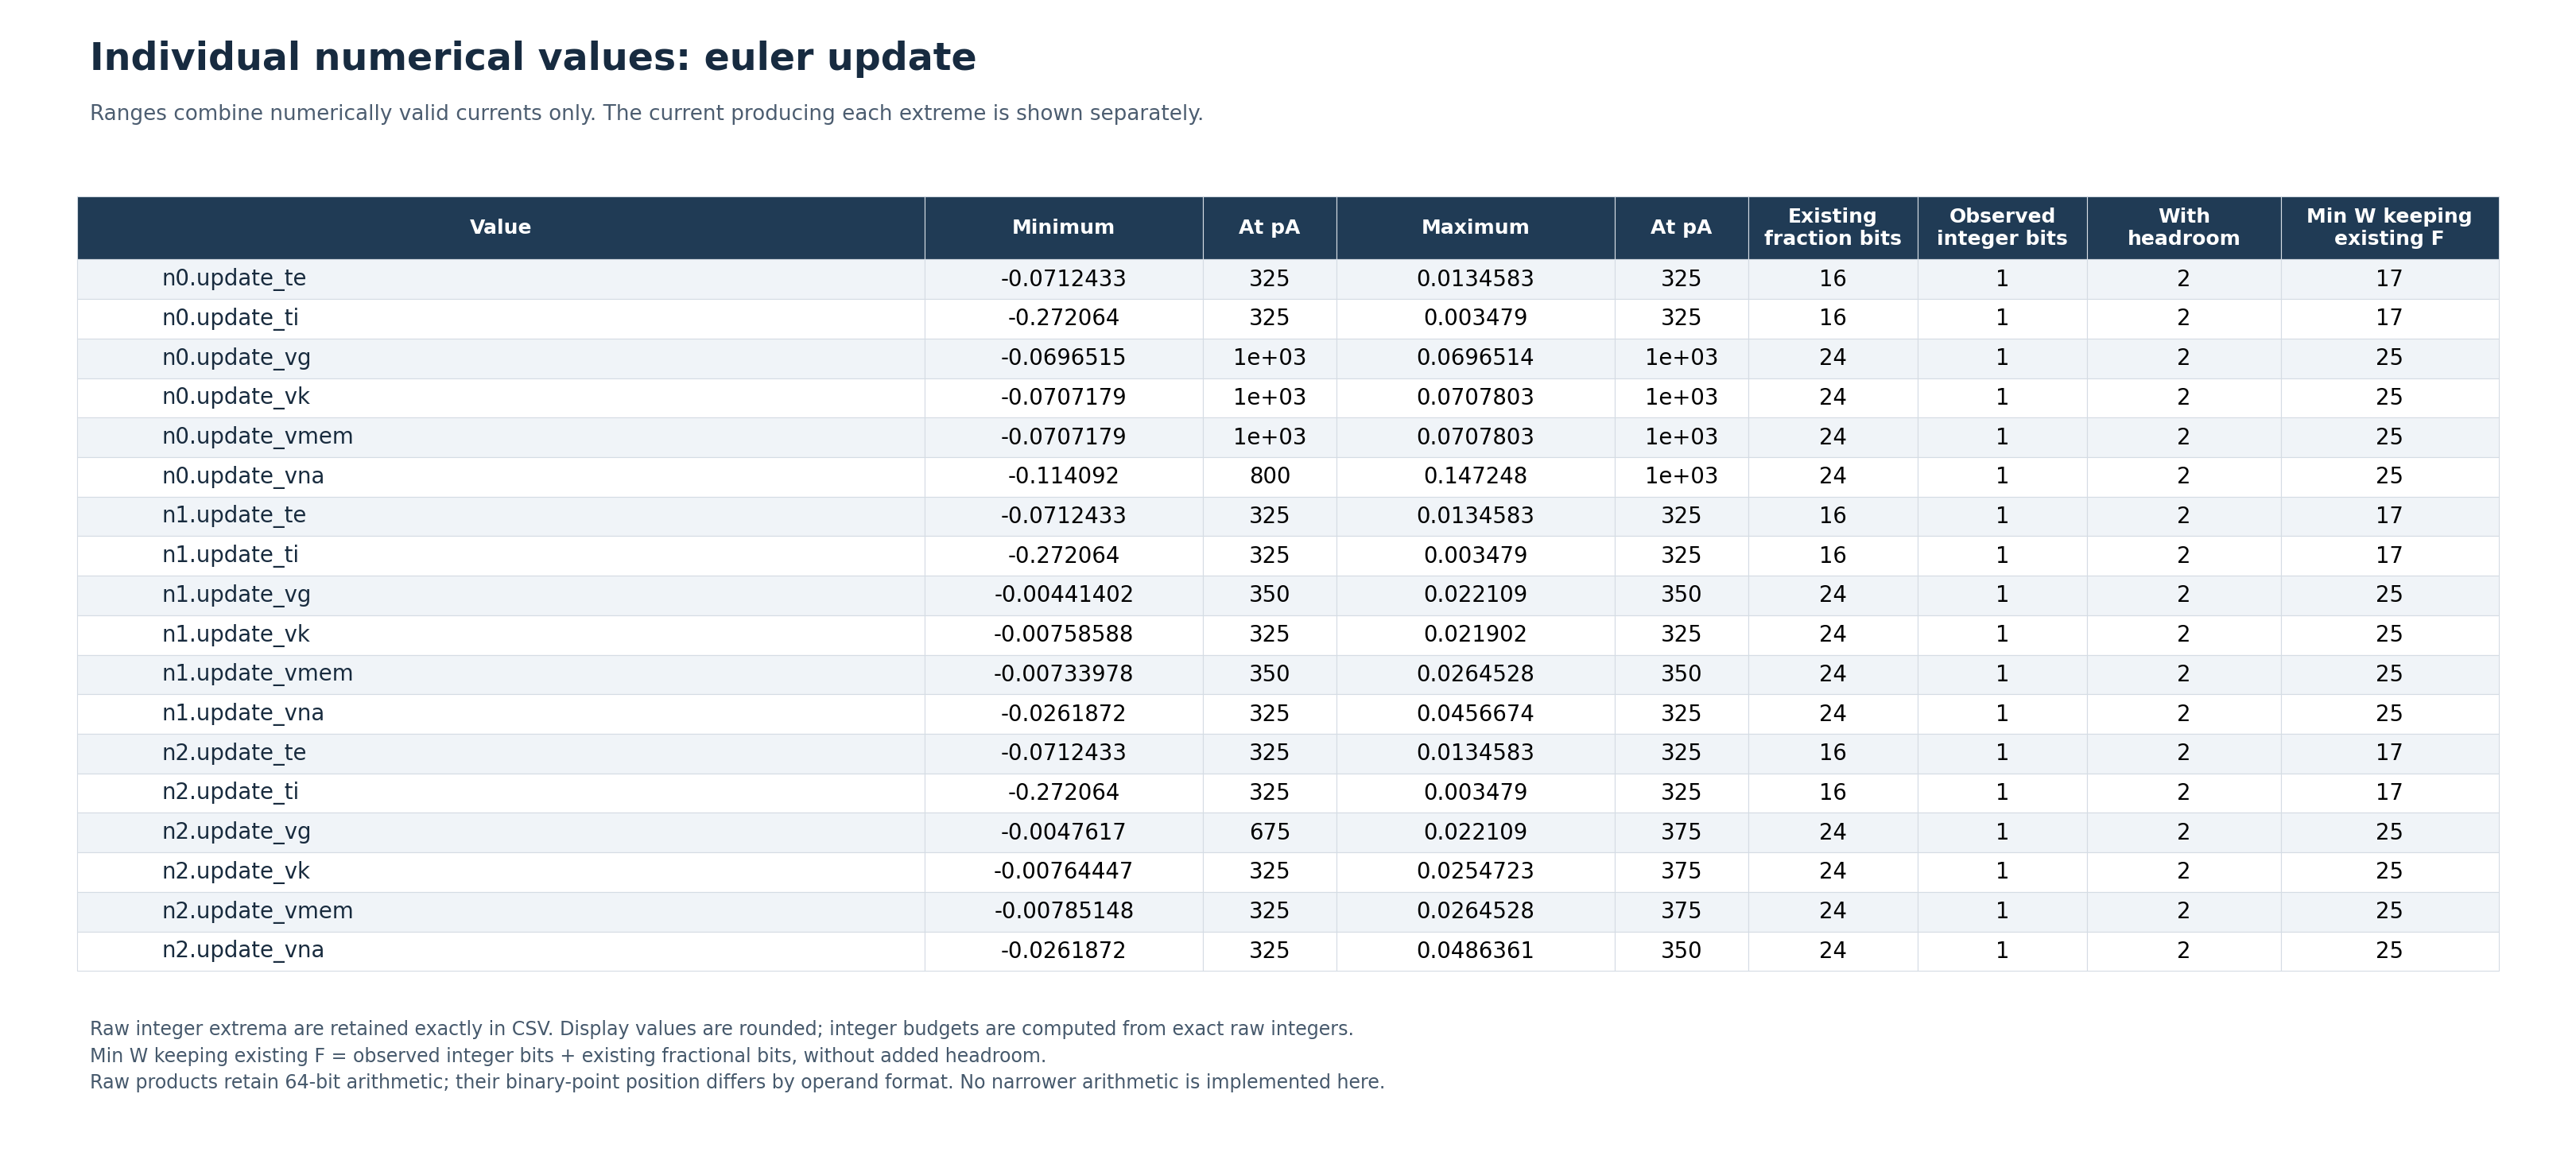 Individual numerical values: euler update
Ranges combine numerically valid currents only. The current producing each extreme is shown separately.
Value Minimum At pA Maximum At pA Existing fraction bits Observed integer bits With headroom Min W keeping existing F
n0.update_te -0.0712433 325 0.0134583 325 16 1 2 17
n0.update_ti -0.272064 325 0.003479 325 16 1 2 17
n0.update_vg -0.0696515 1e+03 0.0696514 1e+03 24 1 2 25
n0.update_vk -0.0707179 1e+03 0.0707803 1e+03 24 1 2 25
n0.update_vmem -0.0707179 1e+03 0.0707803 1e+03 24 1 2 25
n0.update_vna -0.114092 800 0.147248 1e+03 24 1 2 25
n1.update_te -0.0712433 325 0.0134583 325 16 1 2 17
n1.update_ti -0.272064 325 0.003479 325 16 1 2 17
n1.update_vg -0.00441402 350 0.022109 350 24 1 2 25
n1.update_vk -0.00758588 325 0.021902 325 24 1 2 25
n1.update_vmem -0.00733978 350 0.0264528 350 24 1 2 25
n1.update_vna -0.0261872 325 0.0456674 325 24 1 2 25
n2.update_te -0.0712433 325 0.0134583 325 16 1 2 17
n2.update_ti -0.272064 325 0.003479 325 16 1 2 17
n2.update_vg -0.0047617 675 0.022109 375 24 1 2 25
n2.update_vk -0.00764447 325 0.0254723 375 24 1 2 25
n2.update_vmem -0.00785148 325 0.0264528 375 24 1 2 25
n2.update_vna -0.0261872 325 0.0486361 350 24 1 2 25
Raw integer extrema are retained exactly in CSV. Display values are rounded; integer budgets are computed from exact raw integers.
Min W keeping existing F = observed integer bits + existing fractional bits, without added headroom.
Raw products retain 64-bit arithmetic; their binary-point position differs by operand format. No narrower arithmetic is implemented here.